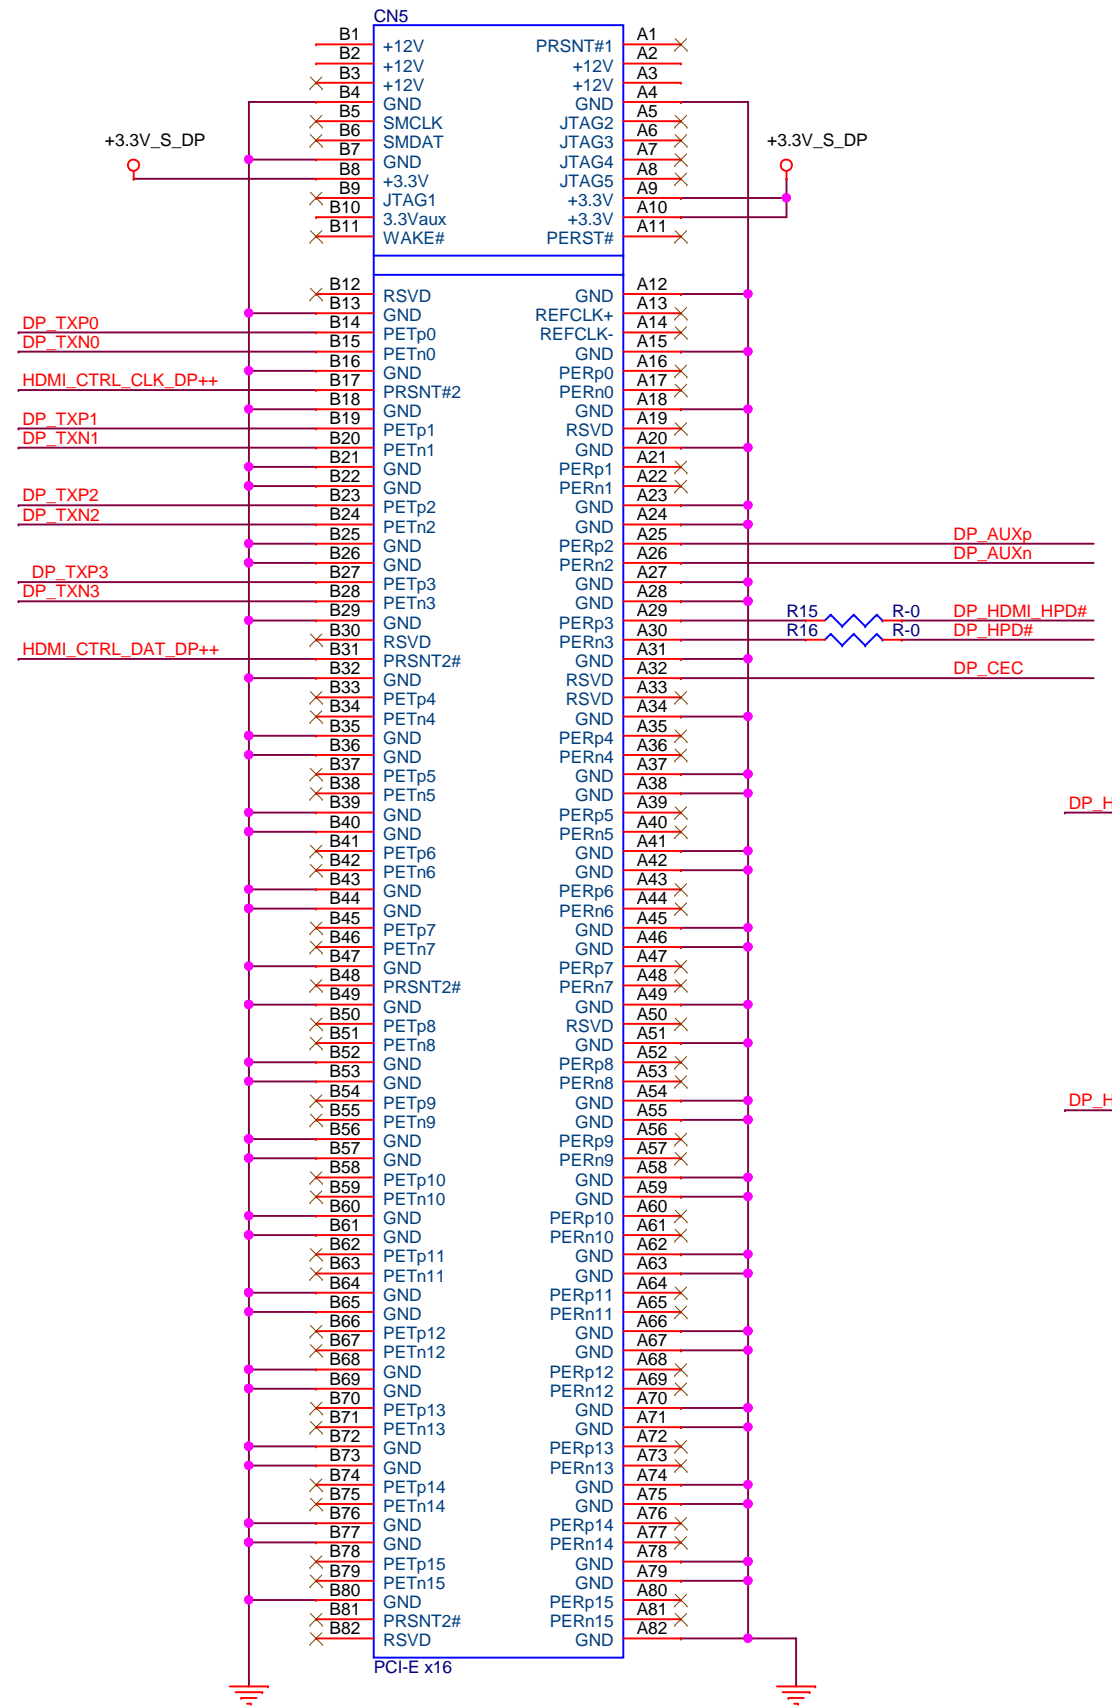 CN5
B1 +12V PRSNT#1 A1
B2 +12V +12V A2
B3 +12V +12V A3
B4 GND GND A4
B5 SMCLK JTAG2 A5
B6 SMDAT JTAG3 A6
+3.3V_S_DP +3.3V_S_DP
B7 GND JTAG4 A7
B8 +3.3V JTAG5 A8
B9 JTAG1 +3.3V A9
B10 3.3Vaux +3.3V A10
B11 WAKE# PERST# A11
B12 RSVD GND A12
B13 GND REFCLK+ A13
DP_TXP0 B14 PETp0 REFCLK- A14
DP_TXN0 B15 PETn0 GND A15
B16 GND PERp0 A16
HDMI_CTRL_CLK_DP++ B17 PRSNT#2 PERn0 A17
B18 GND GND A18
DP_TXP1 B19 PETp1 RSVD A19
DP_TXN1 B20 PETn1 GND A20
B21 GND PERp1 A21
B22 GND PERn1 A22
DP_TXP2 B23 PETp2 GND A23
DP_TXN2 B24 PETn2 GND A24
B25 GND PERp2 A25 DP_AUXp
B26 GND PERn2 A26 DP_AUXn
DP_TXP3 B27 PETp3 GND A27
DP_TXN3 B28 PETn3 GND A28
B29 GND PERp3 A29 R15 R-0 DP_HDMI_HPD#
B30 RSVD PERn3 A30 R16 R-0 DP_HPD#
HDMI_CTRL_DAT_DP++ B31 PRSNT2# GND A31
B32 GND RSVD A32 DP_CEC
B33 PETp4 RSVD A33
B34 PETn4 GND A34
B35 GND PERp4 A35
B36 GND PERn4 A36
B37 PETp5 GND A37
B38 PETn5 GND A38
B39 GND PERp5 A39 DP_H
B40 GND PERn5 A40
B41 PETp6 GND A41
B42 PETn6 GND A42
B43 GND PERp6 A43
B44 GND PERn6 A44
B45 PETp7 GND A45
B46 PETn7 GND A46
B47 GND PERp7 A47
B48 PRSNT2# PERn7 A48
B49 GND GND A49
B50 PETp8 RSVD A50
B51 PETn8 GND A51
B52 GND PERp8 A52
B53 GND PERn8 A53
B54 PETp9 GND A54 DP_H
B55 PETn9 GND A55
B56 GND PERp9 A56
B57 GND PERn9 A57
B58 PETp10 GND A58
B59 PETn10 GND A59
B60 GND PERp10 A60
B61 GND PERn10 A61
B62 PETp11 GND A62
B63 PETn11 GND A63
B64 GND PERp11 A64
B65 GND PERn11 A65
B66 PETp12 GND A66
B67 PETn12 GND A67
B68 GND PERp12 A68
B69 GND PERn12 A69
B70 PETp13 GND A70
B71 PETn13 GND A71
B72 GND PERp13 A72
B73 GND PERn13 A73
B74 PETp14 GND A74
B75 PETn14 GND A75
B76 GND PERp14 A76
B77 GND PERn14 A77
B78 PETp15 GND A78
B79 PETn15 GND A79
B80 GND PERp15 A80
B81 PRSNT2# PERn15 A81
B82 RSVD GND A82
PCI-E x16